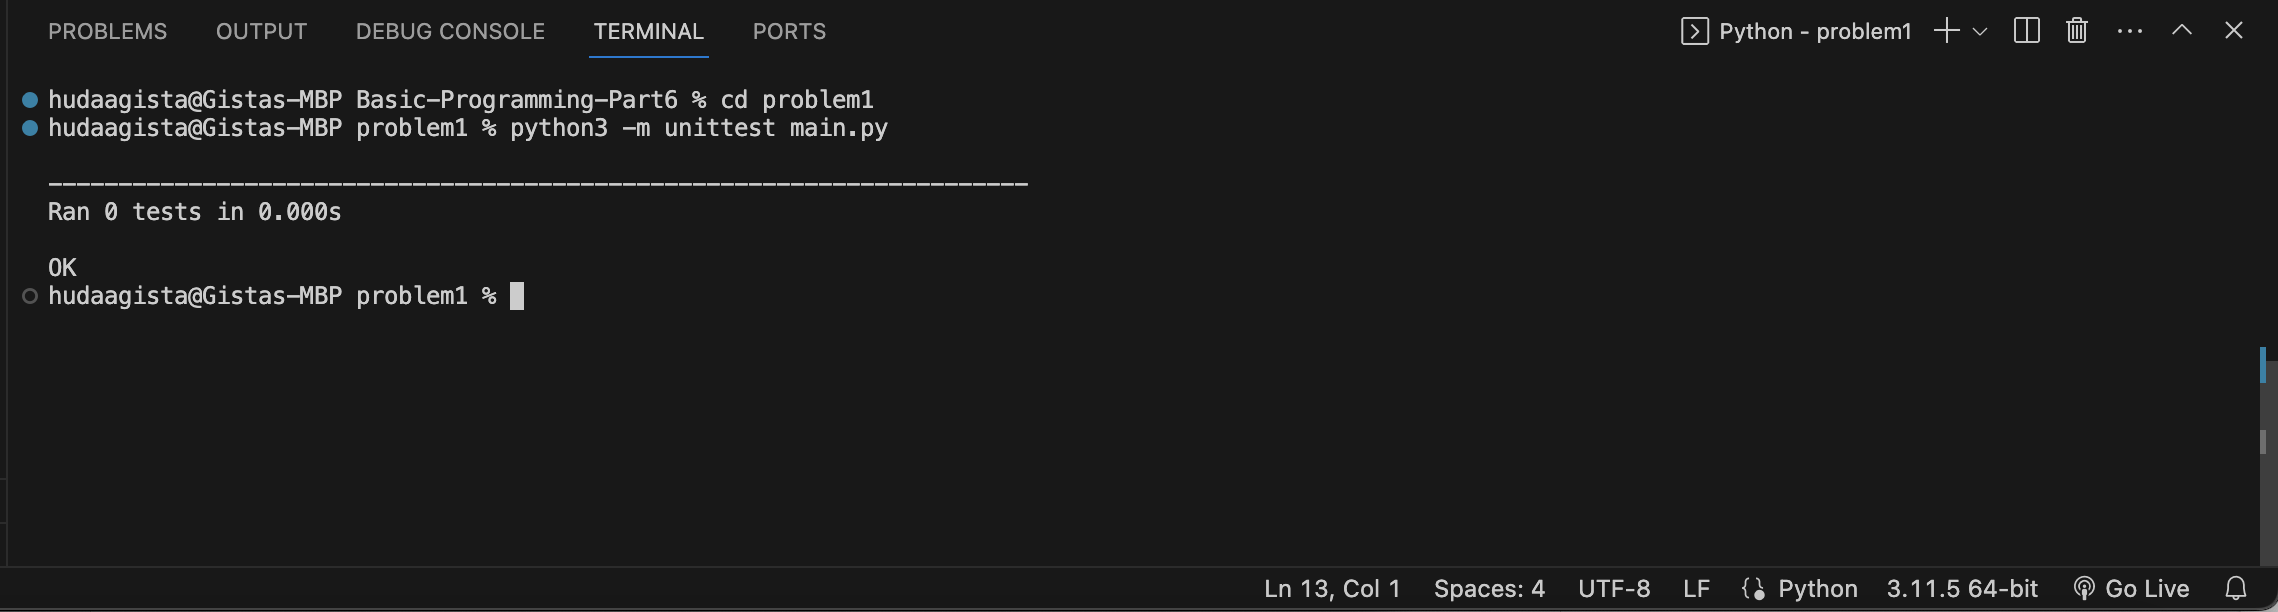 PROBLEMS OUTPUT DEBUG CONSOLE TERMINAL PORTS Python - problem1
hudaagista@Gistas-MBP Basic-Programming-Part6 % cd problem1
hudaagista@Gistas-MBP problem1 % python3 -m unittest main.py
----------------------------------------------------------------------
Ran 0 tests in 0.000s
OK
hudaagista@Gistas-MBP problem1 %
Ln 13, Col 1 Spaces: 4 UTF-8 LF Python 3.11.5 64-bit Go Live